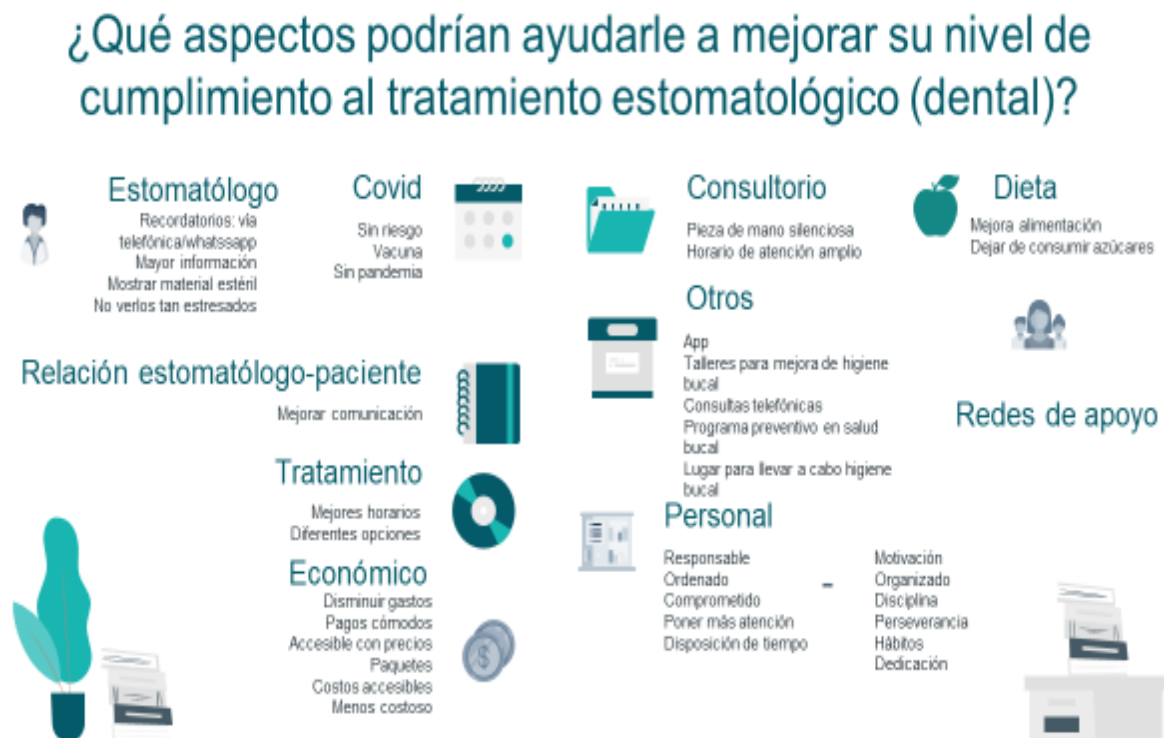 ¿Qué aspectos podrían ayudarle a mejorar su nivel de
cumplimiento al tratamiento estomatológico (dental)?
Estomatólogo
Recordatorios: vía
telefónica/whatssapp
Mayor información
Mostrar material estéril
No verlos tan estresados
Covid
Sin riesgo
Vacuna
Sin pandemia
Relación estomatólogo-paciente
Mejorar comunicación
Tratamiento
Mejores horarios
Diferentes opciones
Económico
Disminuir gastos
Pagos cómodos
Accesible con precios
Paquetes
Costos accesibles
Menos costoso
Consultorio
Pieza de mano silenciosa
Horario de atención amplio
Dieta
Mejora alimentación
Dejar de consumir azúcares
Otros
App
Talleres para mejora de higiene
bucal
Consultas telefónicas
Programa preventivo en salud
bucal
Lugar para llevar a cabo higiene
bucal
Redes de apoyo
Personal
Responsable
Ordenado
Comprometido
Poner más atención
Disposición de tiempo
-
Motivación
Organizado
Disciplina
Perseverancia
Hábitos
Dedicación